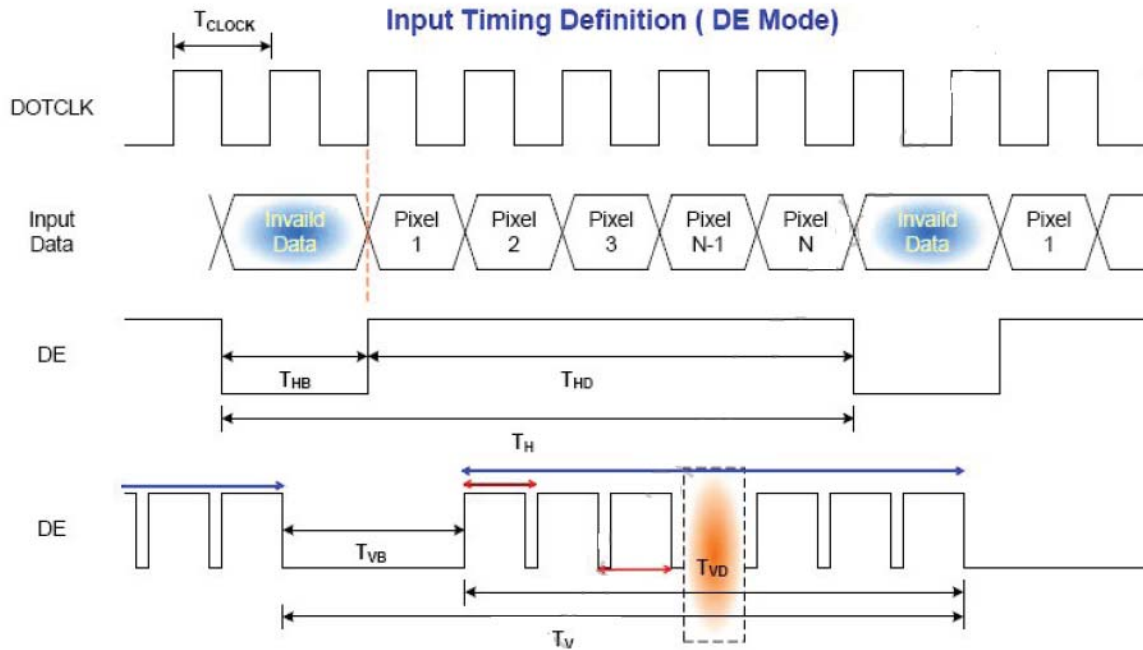 Input Timing Definition ( DE Mode)
TCLOCK
DOTCLK
Input
Data
Invaild
Data
Pixel
1
Pixel
2
Pixel
3
Pixel
N-1
Pixel
N
Invaild
Data
Pixel
1
DE
THB
THD
TH
DE
TVB
TVD
TV